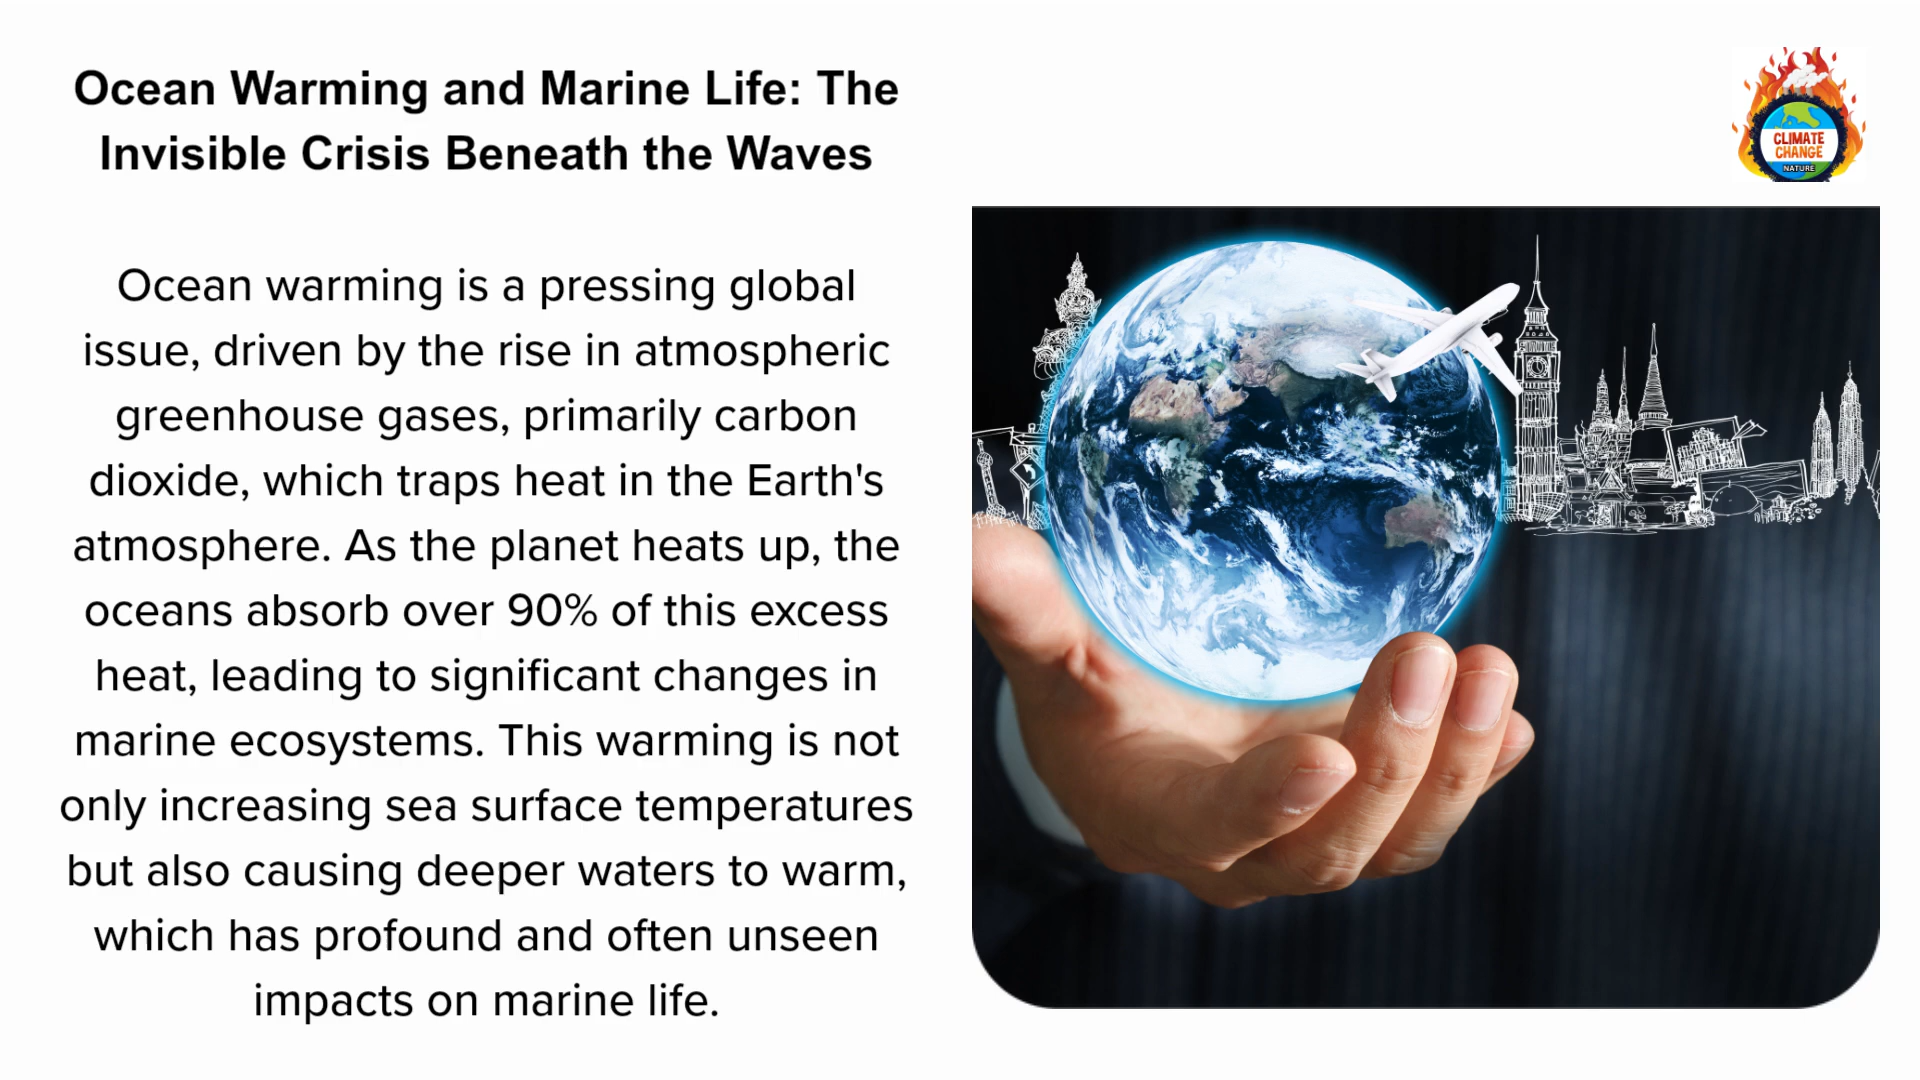 Ocean Warming and Marine Life: The
Invisible Crisis Beneath the Waves
Ocean warming is a pressing global
issue, driven by the rise in atmospheric
greenhouse gases, primarily carbon
dioxide, which traps heat in the Earth's
atmosphere. As the planet heats up, the
oceans absorb over 90% of this excess
heat, leading to significant changes in
marine ecosystems. This warming is not
only increasing sea surface temperatures
but also causing deeper waters to warm,
which has profound and often unseen
impacts on marine life.
CLIMATE
CHANGE
NATURE